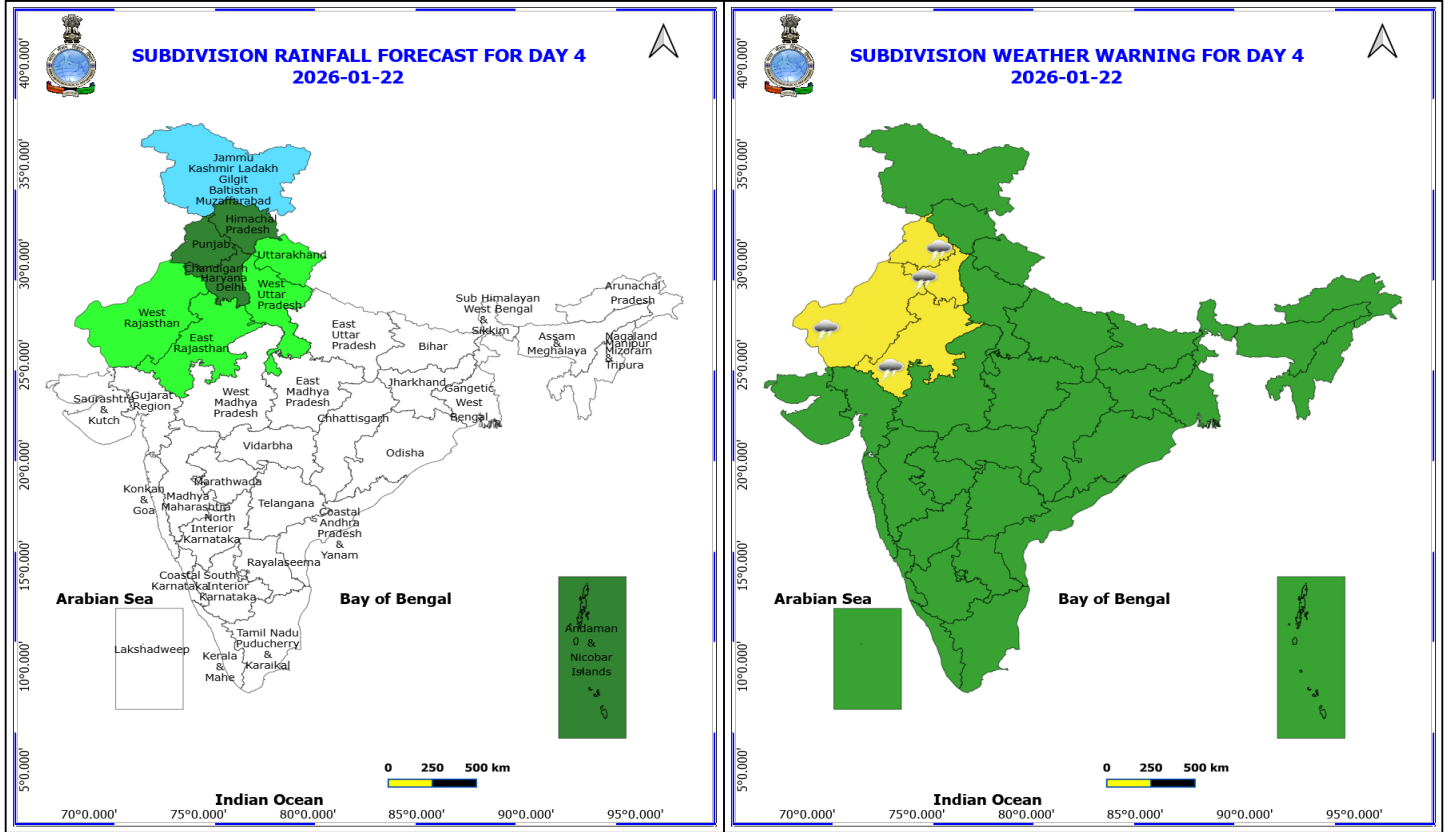 SUBDIVISION RAINFALL FORECAST FOR DAY 4
2026-01-22
40°0.000'
35°0.000'
30°0.000'
25°0.000'
20°0.000'
15°0.000'
10°0.000'
5°0.000'
Jammu
Kashmir Ladakh
Gilgit
Baltistan
Muzaffarabad
Himachal
Pradesh
Punjab
Uttarakhand
Chandigarh
Haryana
Delhi
West
Uttar
Pradesh
West
Rajasthan
East
Rajasthan
East
Uttar
Pradesh
Bihar
Sub Himalayan
West Bengal
&
Sikkim
Arunachal
Pradesh
Assam
&
Meghalaya
Nagaland
Manipur
Mizoram
&
Tripura
Saurashtra
&
Kutch
Gujarat
Region
West
Madhya
Pradesh
East
Madhya
Pradesh
Jharkhand
Gangetic
West
Bengal
Chhattisgarh
Vidarbha
Odisha
Konkan
&
Goa
Madhya
Maharashtra
Marathwada
Telangana
North
Interior
Karnataka
Coastal
Andhra
Pradesh
&
Yanam
Rayalaseema
Coastal
Karnataka
South
Interior
Karnataka
Arabian Sea
Bay of Bengal
Lakshadweep
Tamil Nadu
Puducherry
&
Karaikal
Kerala
&
Mahe
Andaman
&
Nicobar
Islands
0 250 500 km
Indian Ocean
70°0.000' 75°0.000' 80°0.000' 85°0.000' 90°0.000' 95°0.000'
SUBDIVISION WEATHER WARNING FOR DAY 4
2026-01-22
40°0.000'
35°0.000'
30°0.000'
25°0.000'
20°0.000'
15°0.000'
10°0.000'
5°0.000'
Arabian Sea
Bay of Bengal
0 250 500 km
Indian Ocean
70°0.000' 75°0.000' 80°0.000' 85°0.000' 90°0.000' 95°0.000'